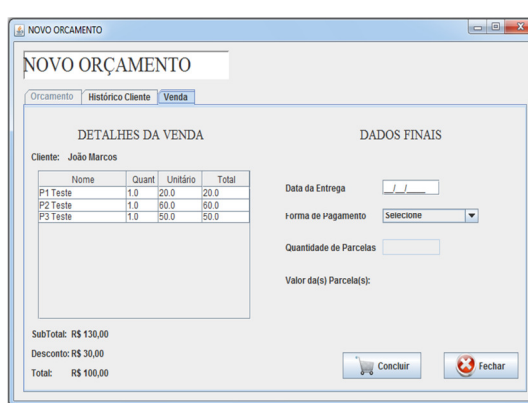 NOVO ORCAMENTO
NOVO ORÇAMENTO
Orcamento Histórico Cliente Venda
DETALHES DA VENDA
Cliente: João Marcos
Nome Quant Unitário Total
P1 Teste 1.0 20.0 20.0
P2 Teste 1.0 60.0 60.0
P3 Teste 1.0 50.0 50.0
SubTotal: R$ 130,00
Desconto: R$ 30,00
Total: R$ 100,00
DADOS FINAIS
Data da Entrega __/__/____
Forma de Pagamento Selecione
Quantidade de Parcelas
Valor da(s) Parcela(s):
Concluir Fechar